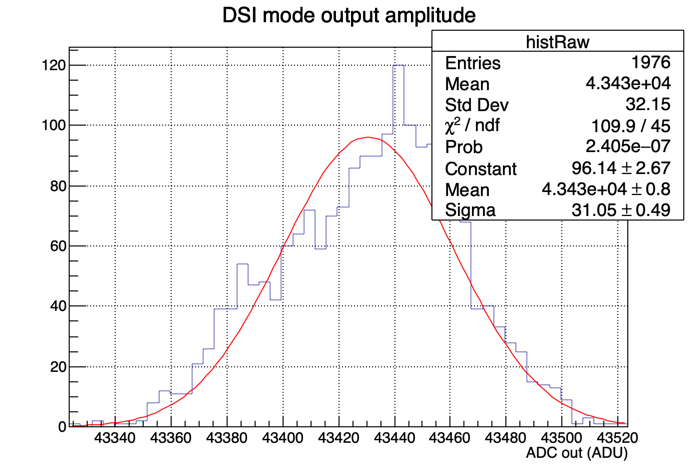 DSI mode output amplitude
histRaw
Entries 1976
Mean 4.343e+04
Std Dev 32.15
χ² / ndf 109.9 / 45
Prob 2.405e−07
Constant 96.14 ± 2.67
Mean 4.343e+04 ± 0.8
Sigma 31.05 ± 0.49
120
100
80
60
40
20
0
43340 43360 43380 43400 43420 43440 43460 43480 43500 43520
ADC out (ADU)